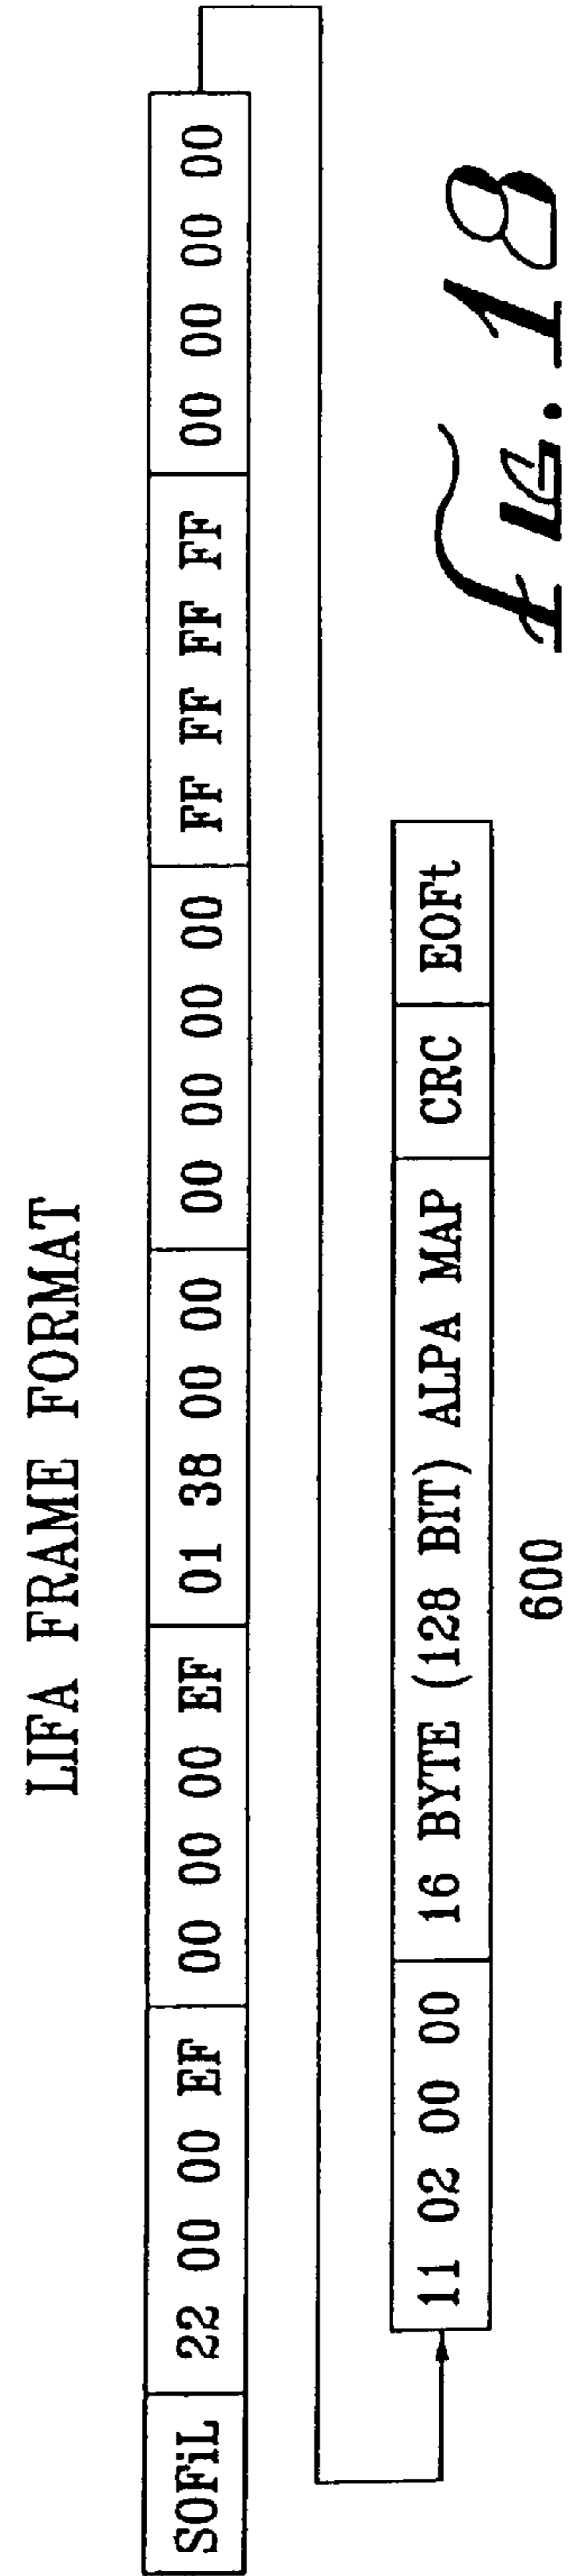 LIFA FRAME FORMAT
SOFiL 22 00 00 EF 00 00 00 EF 01 38 00 00 00 00 00 00 FF FF FF FF 00 00 00 00
11 02 00 00 16 BYTE (128 BIT) ALPA MAP CRC EOFt
600
FIG. 18